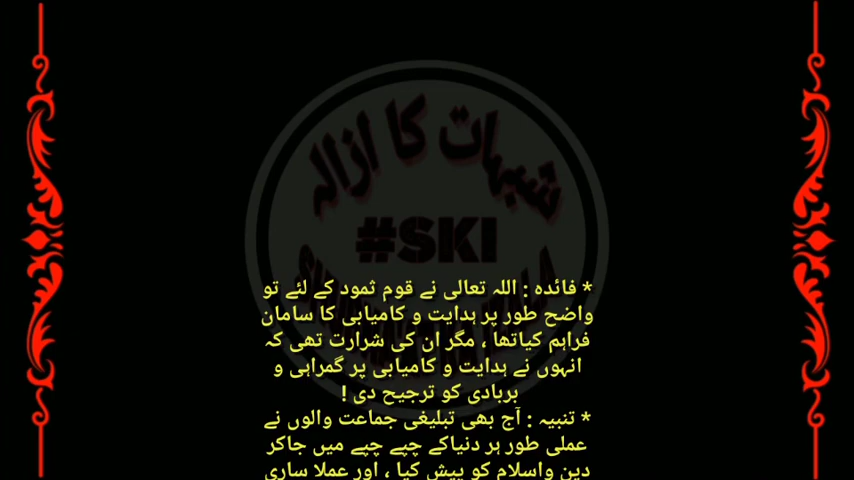 شبہات کا ازالہ
#SKI
* فائدہ : اللہ تعالی نے قوم ثمود کے لئے تو
واضح طور پر ہدایت و کامیابی کا سامان
فراہم کیاتھا ، مگر ان کی شرارت تھی کہ
انہوں نے ہدایت و کامیابی پر گمراہی و
بربادی کو ترجیح دی !
* تنبیہ : آج بھی تبلیغی جماعت والوں نے
عملی طور ہر دنیاکے چپے چپے میں جاکر
دین واسلام کو پیش کیا ، اور عملا ساری